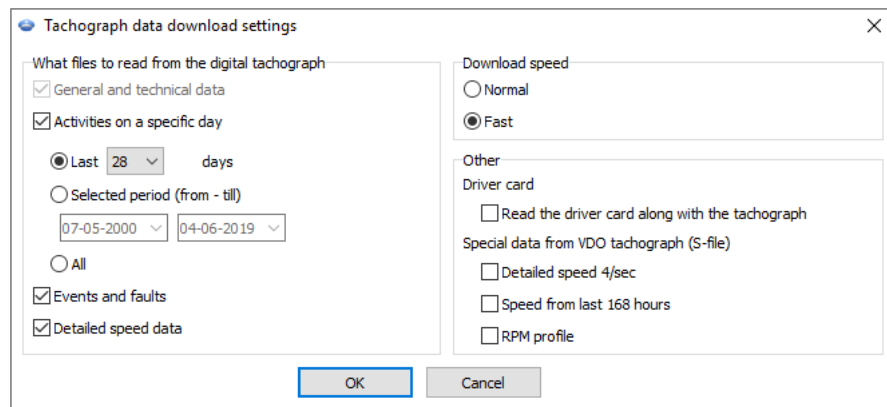 Tachograph data download settings
What files to read from the digital tachograph
General and technical data
Activities on a specific day
Last 28 days
Selected period (from - till)
07-05-2000 04-06-2019
All
Events and faults
Detailed speed data
Download speed
Normal
Fast
Other
Driver card
Read the driver card along with the tachograph
Special data from VDO tachograph (S-file)
Detailed speed 4/sec
Speed from last 168 hours
RPM profile
OK Cancel